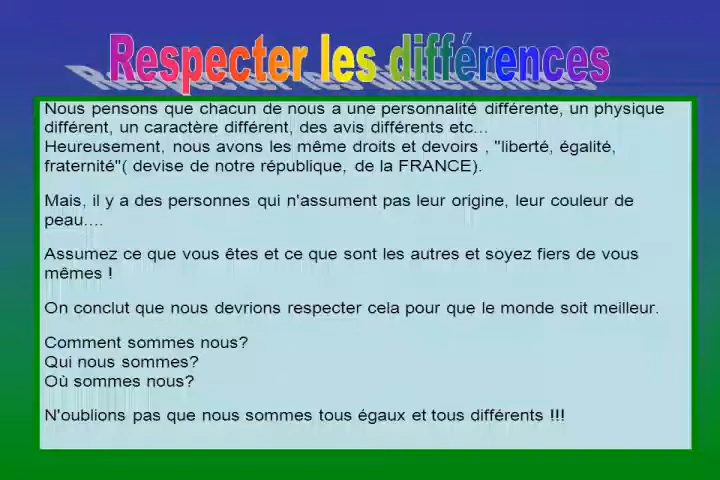 Respecter les différences
Nous pensons que chacun de nous a une personnalité différente, un physique
différent, un caractère différent, des avis différents etc...
Heureusement, nous avons les même droits et devoirs , "liberté, égalité,
fraternité"( devise de notre république, de la FRANCE).
Mais, il y a des personnes qui n'assument pas leur origine, leur couleur de
peau....
Assumez ce que vous êtes et ce que sont les autres et soyez fiers de vous
mêmes !
On conclut que nous devrions respecter cela pour que le monde soit meilleur.
Comment sommes nous?
Qui nous sommes?
Où sommes nous?
N'oublions pas que nous sommes tous égaux et tous différents !!!